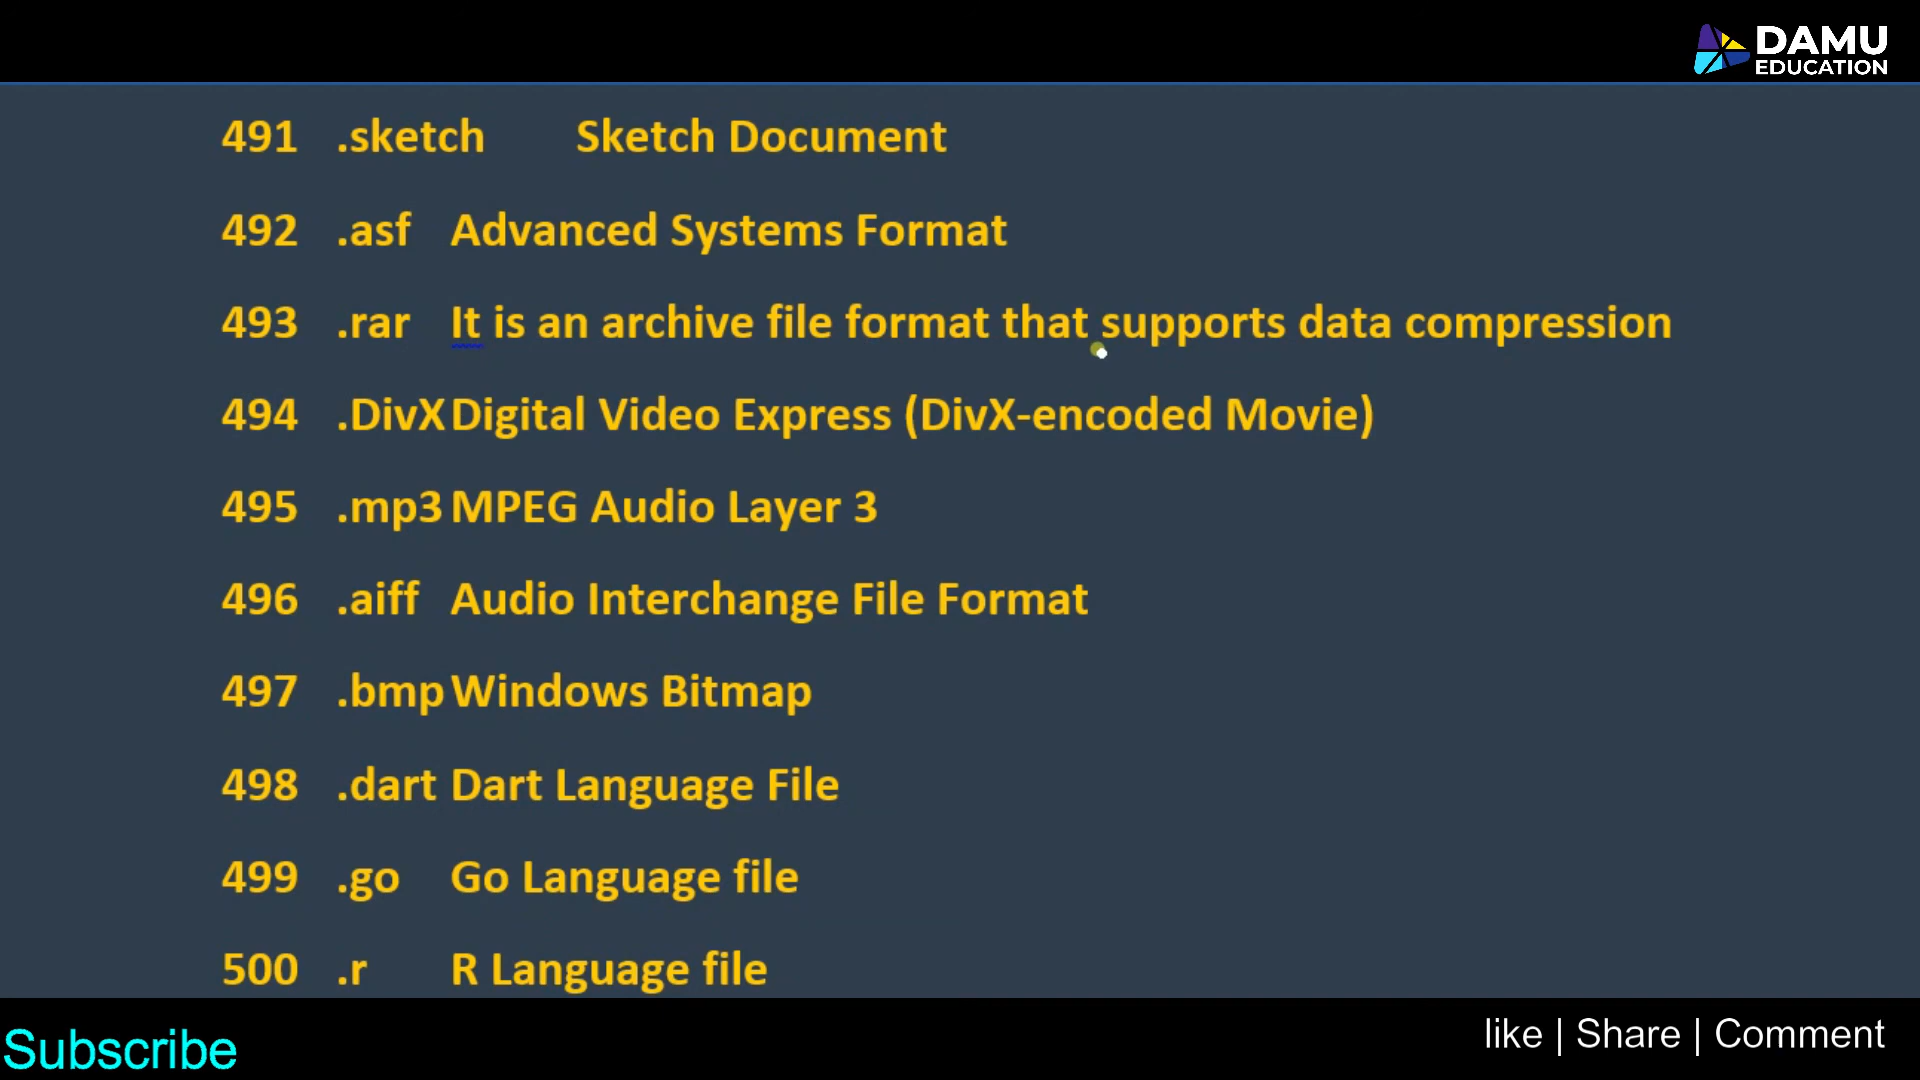 DAMU
EDUCATION
491 .sketch Sketch Document
492 .asf Advanced Systems Format
493 .rar It is an archive file format that supports data compression
494 .DivX Digital Video Express (DivX-encoded Movie)
495 .mp3 MPEG Audio Layer 3
496 .aiff Audio Interchange File Format
497 .bmp Windows Bitmap
498 .dart Dart Language File
499 .go Go Language file
500 .r R Language file
Subscribe
like | Share | Comment